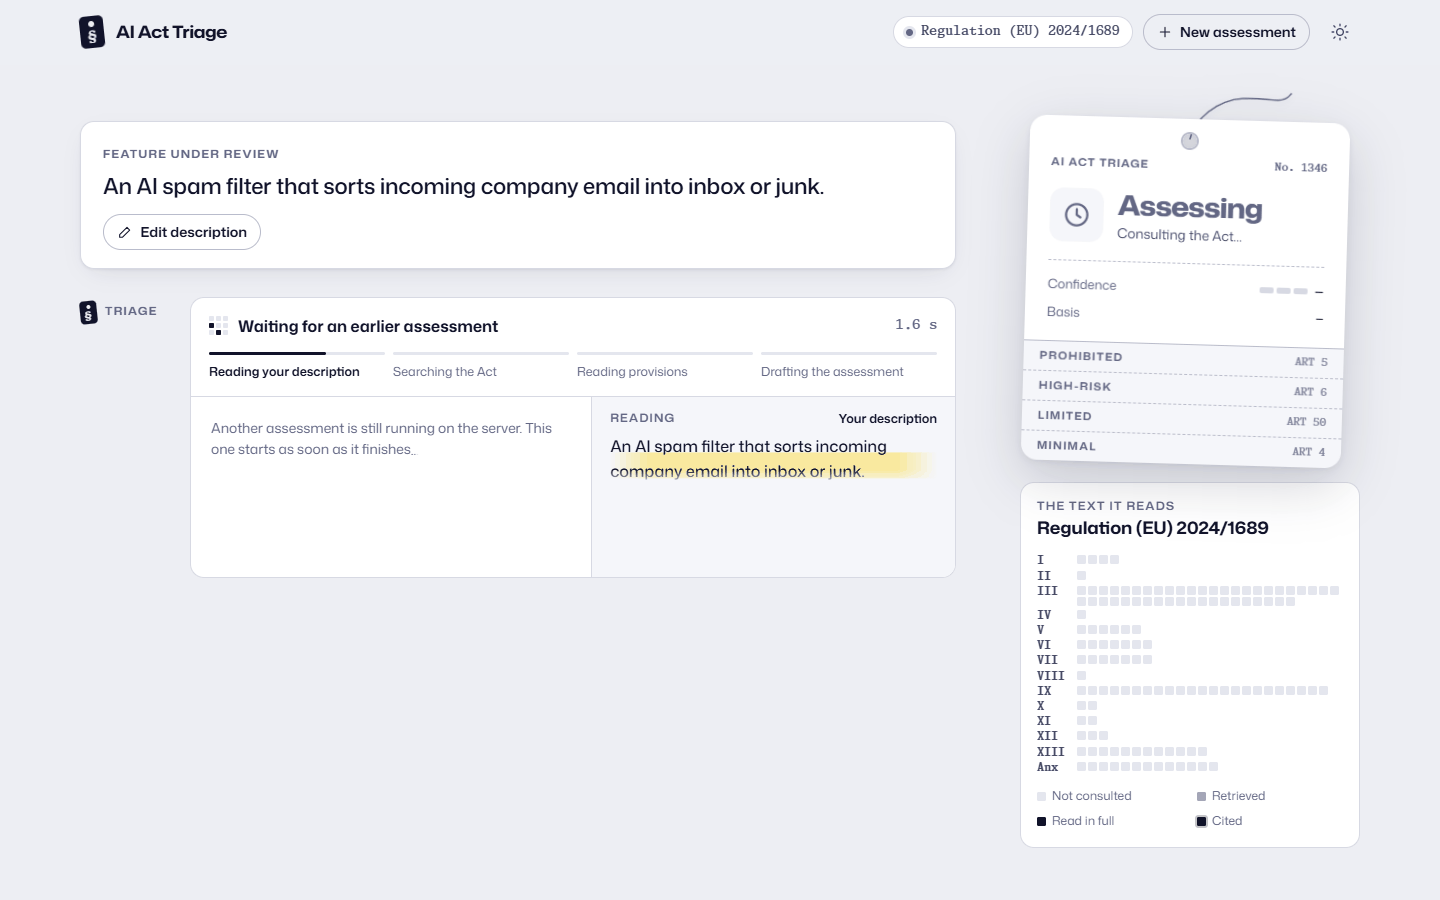 AI Act Triage
Regulation (EU) 2024/1689
New assessment
FEATURE UNDER REVIEW
An AI spam filter that sorts incoming company email into inbox or junk.
Edit description
§ TRIAGE
Waiting for an earlier assessment
1.6 s
Reading your description
Searching the Act
Reading provisions
Drafting the assessment
Another assessment is still running on the server. This
one starts as soon as it finishes..
READING
Your description
An AI spam filter that sorts incoming
company email into inbox or junk.
AI ACT TRIAGE
No. 1346
Assessing
Consulting the Act...
Confidence –
Basis –
PROHIBITED ART 5
HIGH-RISK ART 6
LIMITED ART 50
MINIMAL ART 4
THE TEXT IT READS
Regulation (EU) 2024/1689
I
II
III
IV
V
VI
VII
VIII
IX
X
XI
XII
XIII
Anx
Not consulted
Retrieved
Read in full
Cited